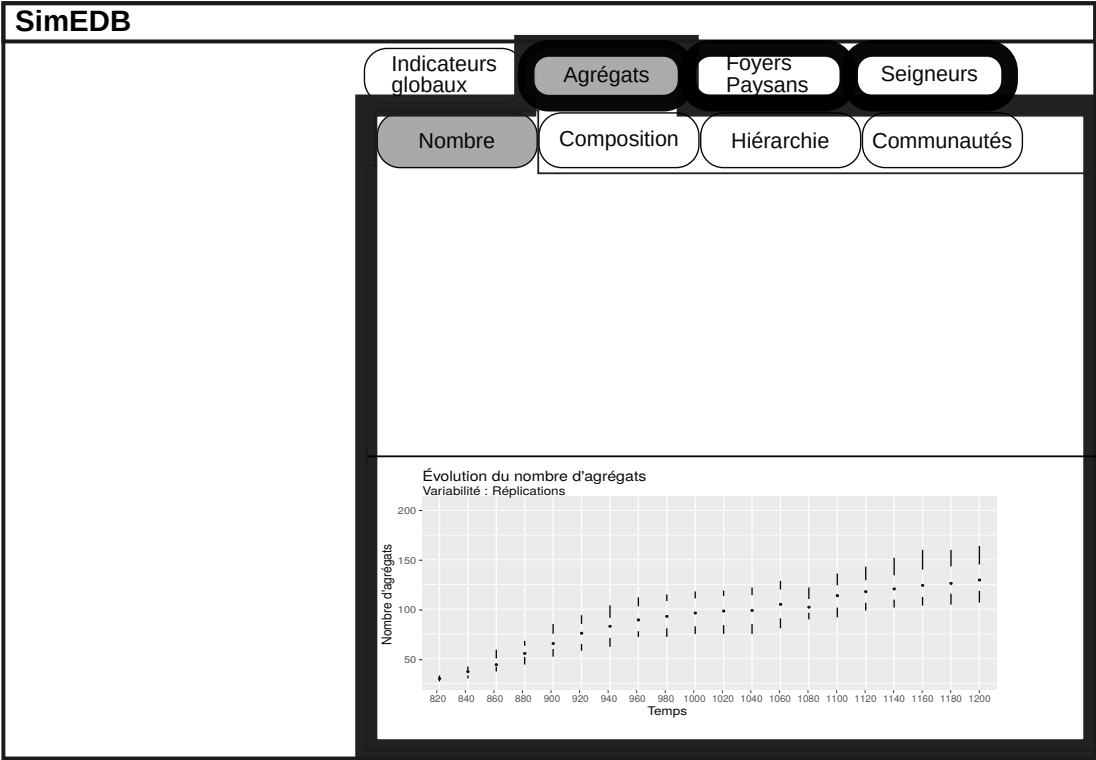 SimEDB
Indicateurs
globaux
Agrégats
Foyers
Paysans
Seigneurs
Nombre
Composition
Hiérarchie
Communautés
Évolution du nombre d'agrégats
Variabilité : Réplications
Nombre d'agrégats
200
150
100
50
820 840 860 880 900 920 940 960 980 1000 1020 1040 1060 1080 1100 1120 1140 1160 1180 1200
Temps